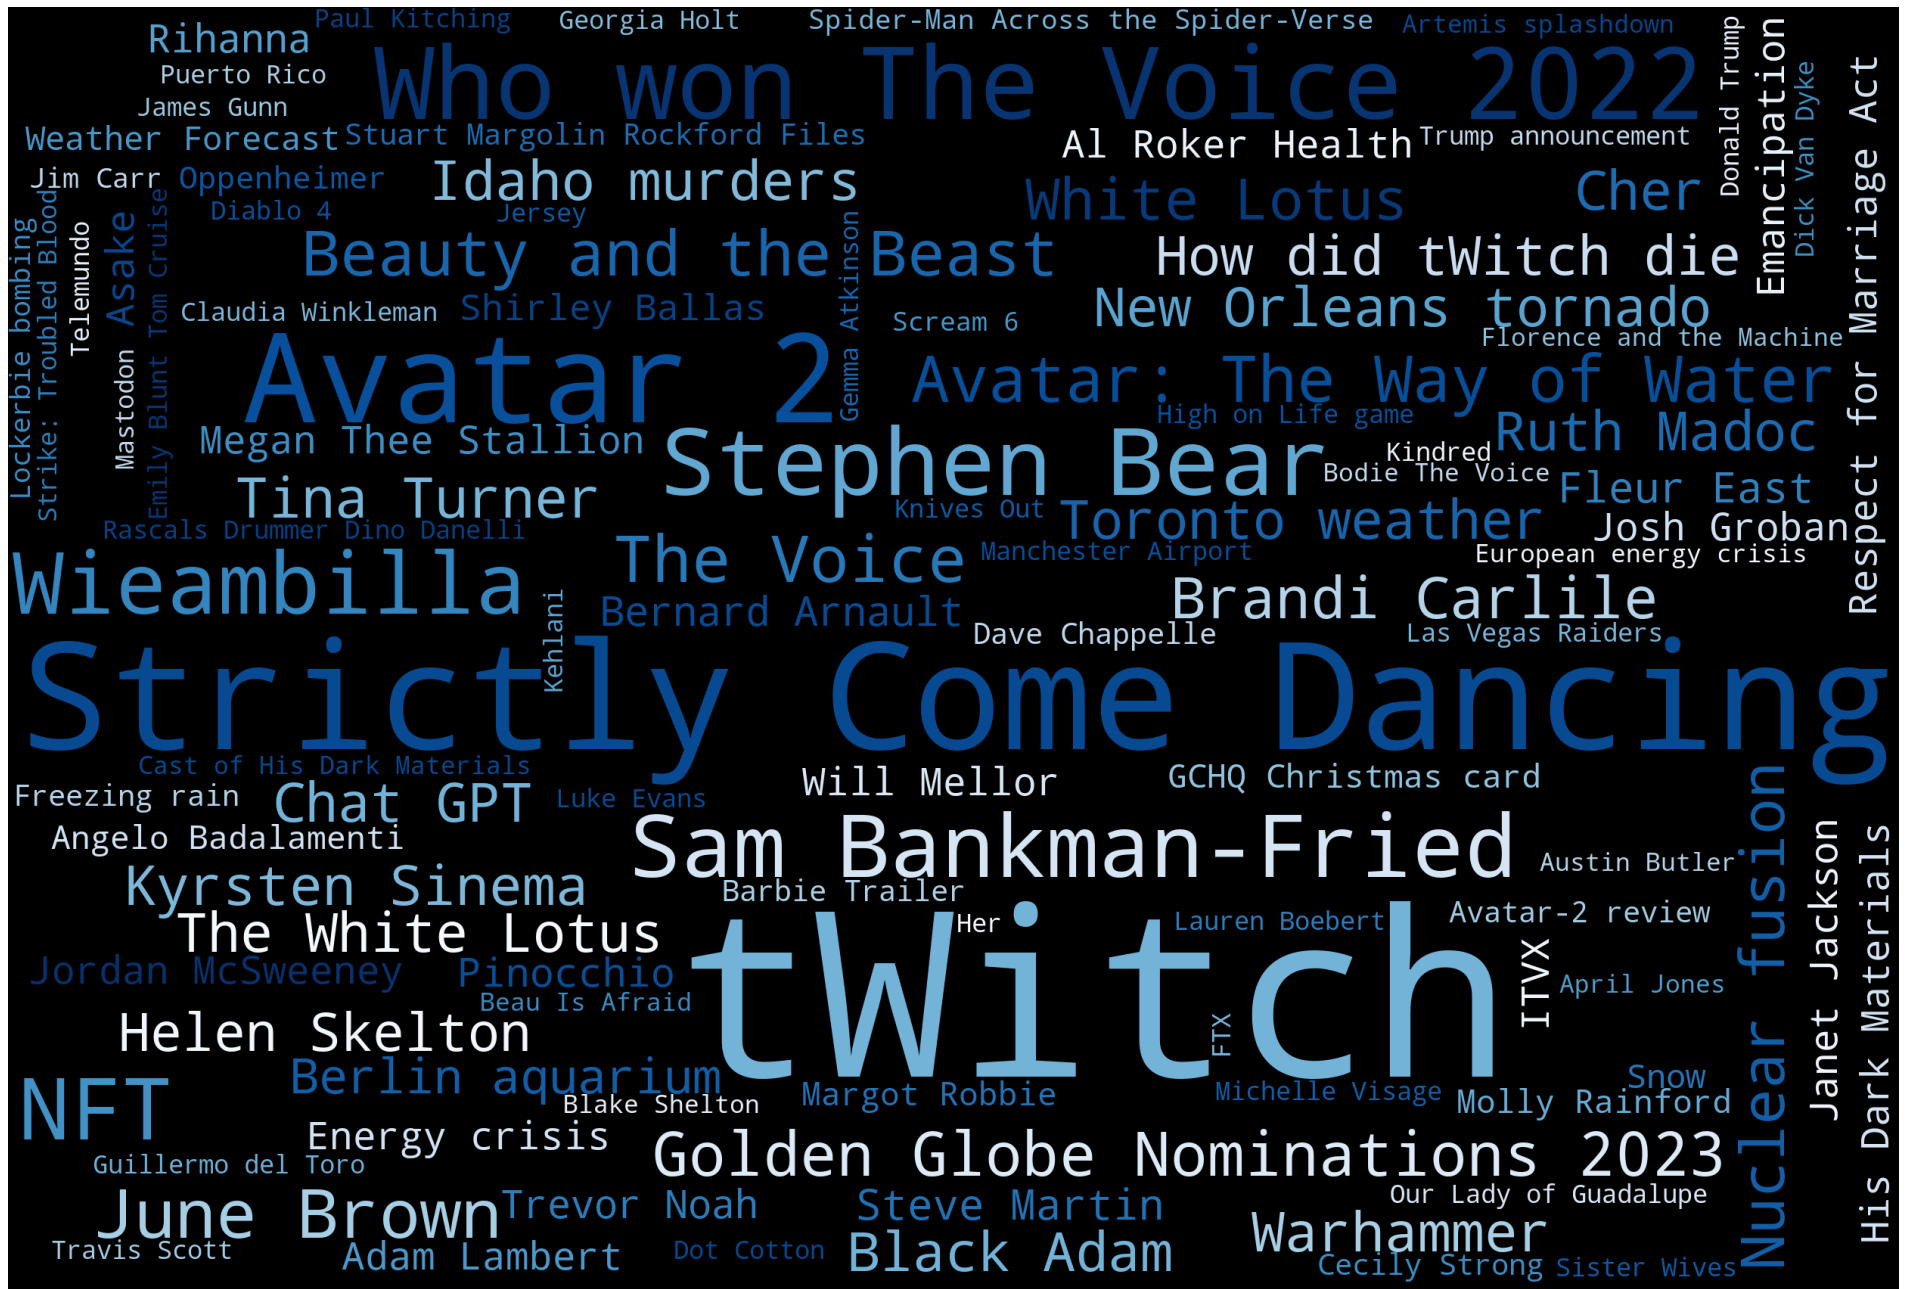 Paul Kitching
Georgia Holt
Spider-Man Across the Spider-Verse
Artemis splashdown
Rihanna
Who won The Voice 2022
Donald Trump
Emancipation
Puerto Rico
James Gunn
Dick Van Dyke
Respect for Marriage Act
Weather Forecast
Stuart Margolin Rockford Files
Al Roker Health
Trump announcement
Jim Carr
Oppenheimer
Idaho murders
White Lotus
Cher
Diablo 4
Jersey
Lockerbie bombing
Strike: Troubled Blood
Telemundo
Asake
Mastodon
Emily Blunt Tom Cruise
Beauty and the Beast
Gemma Atkinson
How did tWitch die
Claudia Winkleman
Shirley Ballas
Scream 6
New Orleans tornado
Florence and the Machine
Avatar 2
Avatar: The Way of Water
High on Life game
Megan Thee Stallion
Stephen Bear
Ruth Madoc
Kindred
Bodie The Voice
Tina Turner
Knives Out
Toronto weather
Fleur East
Josh Groban
Rascals Drummer Dino Danelli
The Voice
Manchester Airport
European energy crisis
Wieambilla
Kehlani
Bernard Arnault
Brandi Carlile
Dave Chappelle
Las Vegas Raiders
Strictly Come Dancing
Cast of His Dark Materials
Will Mellor
GCHQ Christmas card
Freezing rain
Chat GPT
Luke Evans
Nuclear fusion
Angelo Badalamenti
Sam Bankman-Fried
Janet Jackson
His Dark Materials
Austin Butler
Kyrsten Sinema
Barbie Trailer
The White Lotus
Her
tWitch
Lauren Boebert
Avatar-2 review
Jordan McSweeney
Pinocchio
ITVX
April Jones
Beau Is Afraid
Helen Skelton
FTX
Berlin aquarium
Snow
NFT
Blake Shelton
Margot Robbie
Michelle Visage
Molly Rainford
Energy crisis
Golden Globe Nominations 2023
Guillermo del Toro
June Brown
Trevor Noah
Steve Martin
Our Lady of Guadalupe
Warhammer
Travis Scott
Adam Lambert
Dot Cotton
Black Adam
Cecily Strong
Sister Wives